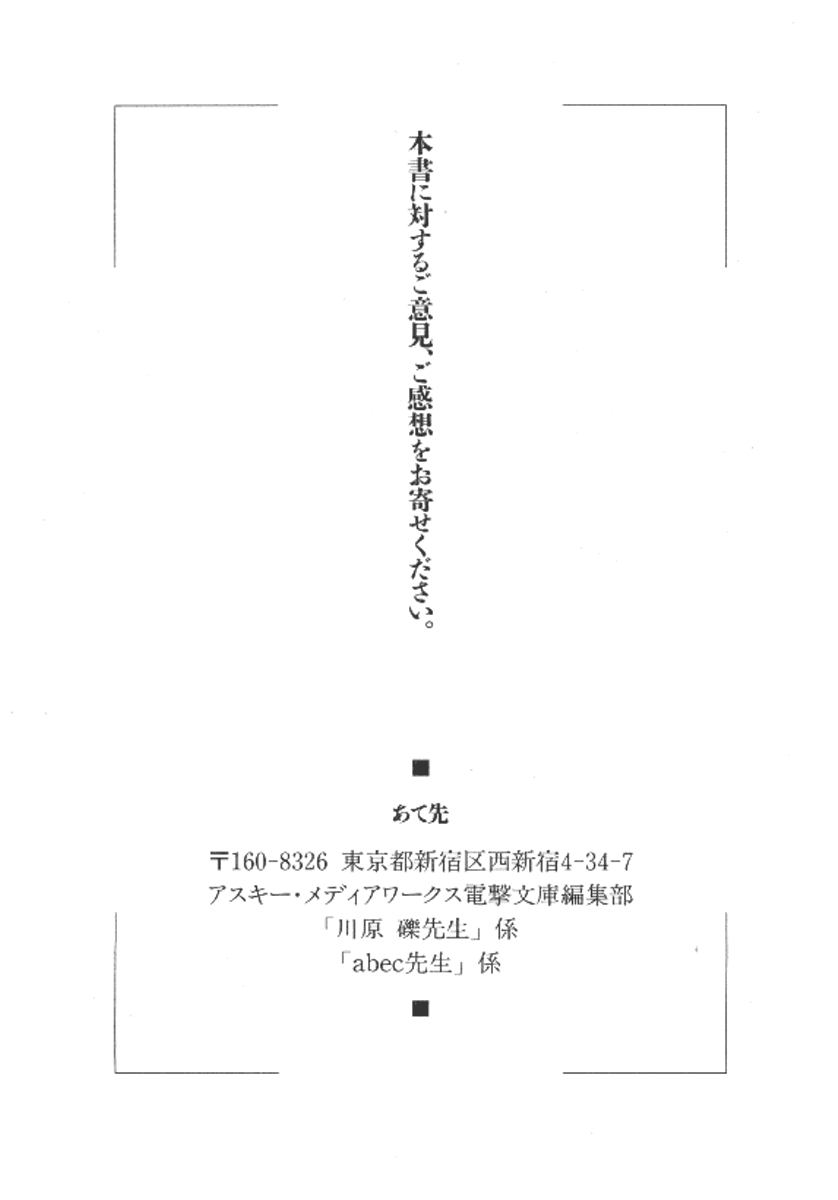 本書に対するご意見、ご感想をお寄せください。
■
あて先
〒160-8326 東京都新宿区西新宿4-34-7
アスキー・メディアワークス電撃文庫編集部
「川原 礫先生」係
「abec先生」係
■